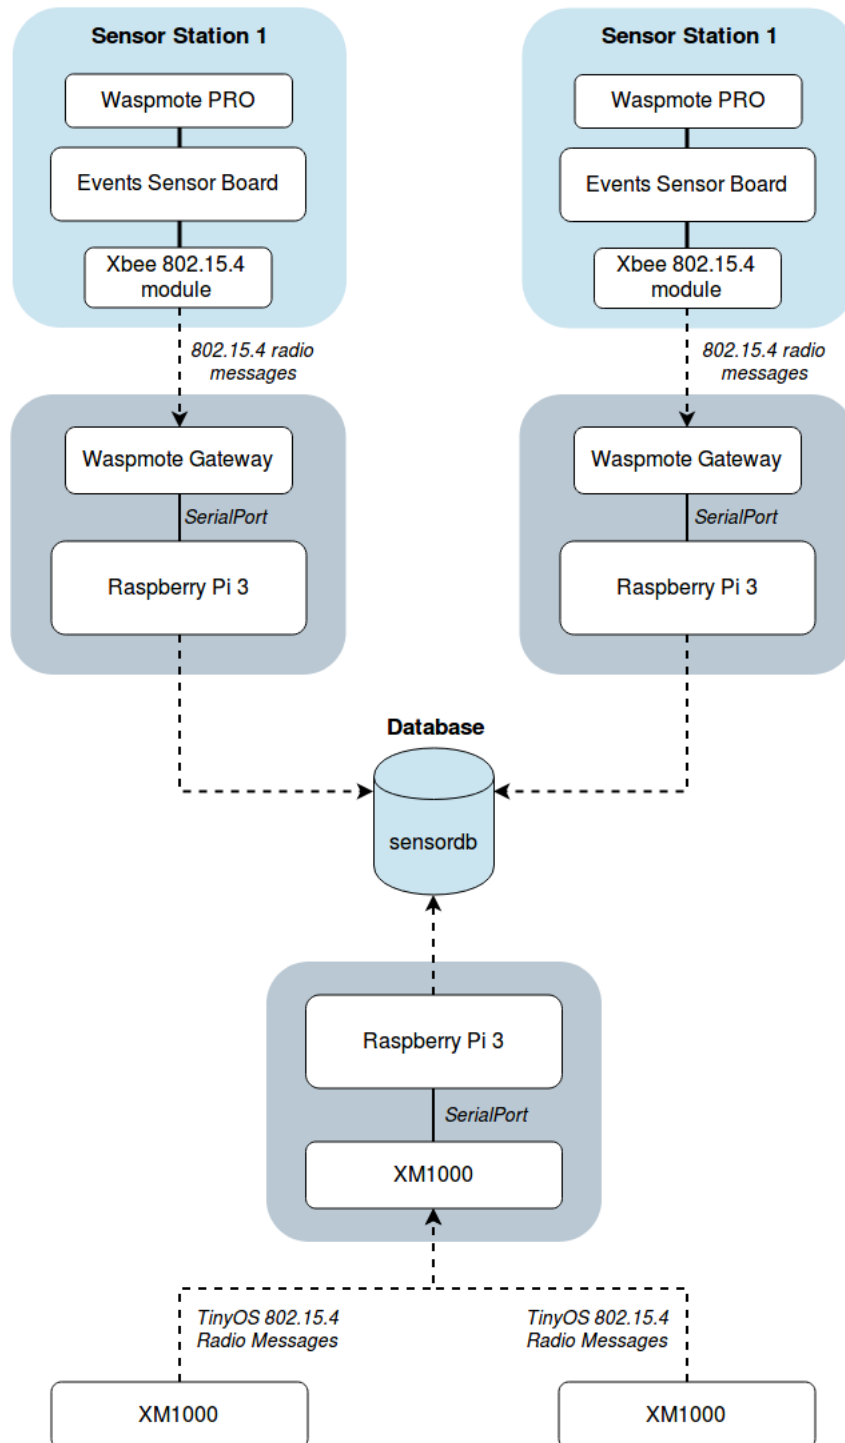 Sensor Station 1
Waspmote PRO
Events Sensor Board
Xbee 802.15.4
module
802.15.4 radio
messages
Waspmote Gateway
SerialPort
Raspberry Pi 3
Sensor Station 1
Waspmote PRO
Events Sensor Board
Xbee 802.15.4
module
802.15.4 radio
messages
Waspmote Gateway
SerialPort
Raspberry Pi 3
Database
sensordb
Raspberry Pi 3
SerialPort
XM1000
TinyOS 802.15.4
Radio Messages
XM1000
TinyOS 802.15.4
Radio Messages
XM1000